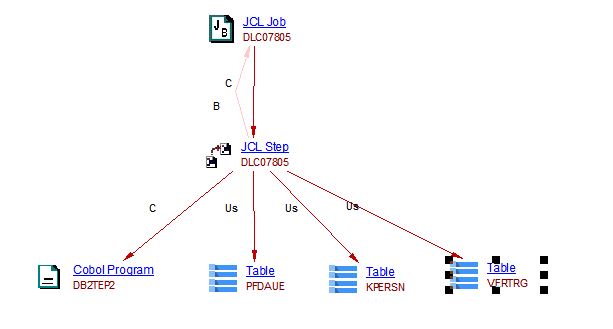 J
B
JCL Job
DLC07805
C
B
JCL Step
DLC07805
C
Us
Us
Us
Cobol Program
DB2TEP2
Table
PFDAUE
Table
KPERSN
Table
VERTRG